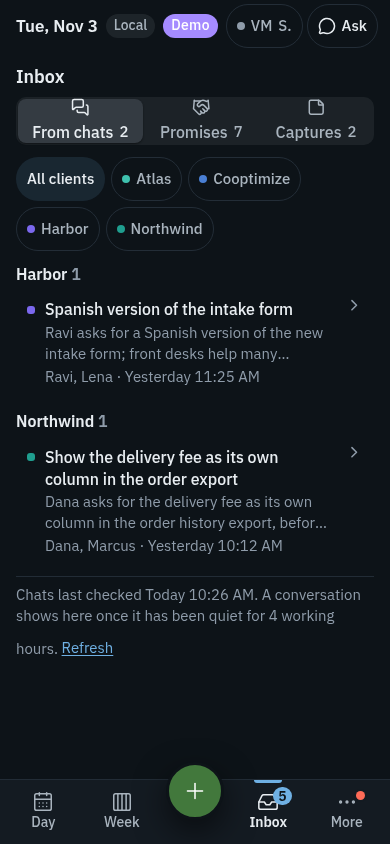 Tue, Nov 3 Local Demo VM S. Ask
Inbox
From chats 2 Promises 7 Captures 2
All clients Atlas Cooptimize
Harbor Northwind
Harbor 1
Spanish version of the intake form
Ravi asks for a Spanish version of the new
intake form; front desks help many...
Ravi, Lena · Yesterday 11:25 AM
Northwind 1
Show the delivery fee as its own
column in the order export
Dana asks for the delivery fee as its own
column in the order history export, befor...
Dana, Marcus · Yesterday 10:12 AM
Chats last checked Today 10:26 AM. A conversation
shows here once it has been quiet for 4 working
hours. Refresh
5
Day Week Inbox More